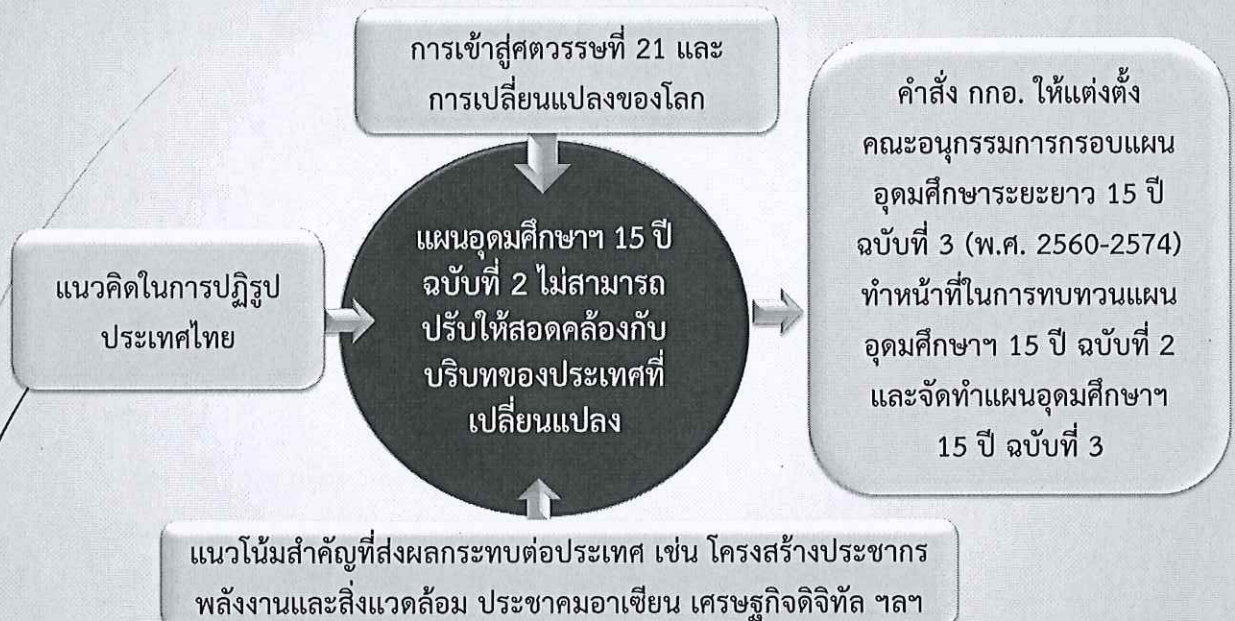 การเข้าสู่ศตวรรษที่ 21 และ
การเปลี่ยนแปลงของโลก
แนวคิดในการปฏิรูป
ประเทศไทย
แผนอุดมศึกษาฯ 15 ปี
ฉบับที่ 2 ไม่สามารถ
ปรับให้สอดคล้องกับ
บริบทของประเทศที่
เปลี่ยนแปลง
แนวโน้มสำคัญที่ส่งผลกระทบต่อประเทศ เช่น โครงสร้างประชากร
พลังงานและสิ่งแวดล้อม ประชาคมอาเซียน เศรษฐกิจดิจิทัล ฯลฯ
คำสั่ง กกอ. ให้แต่งตั้ง
คณะอนุกรรมการกรอบแผน
อุดมศึกษาระยะยาว 15 ปี
ฉบับที่ 3 (พ.ศ. 2560-2574)
ทำหน้าที่ในการทบทวนแผน
อุดมศึกษาฯ 15 ปี ฉบับที่ 2
และจัดทำแผนอุดมศึกษาฯ
15 ปี ฉบับที่ 3